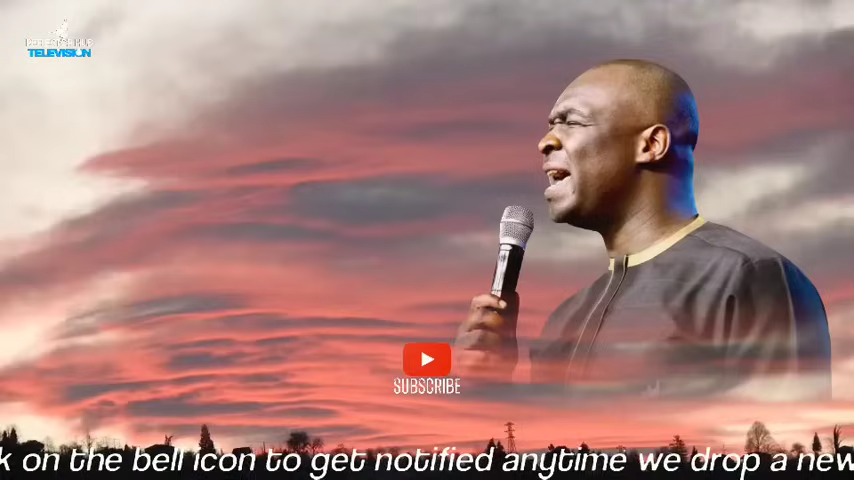 TELEVISION
SUBSCRIBE
k on the bell icon to get notified anytime we drop a new